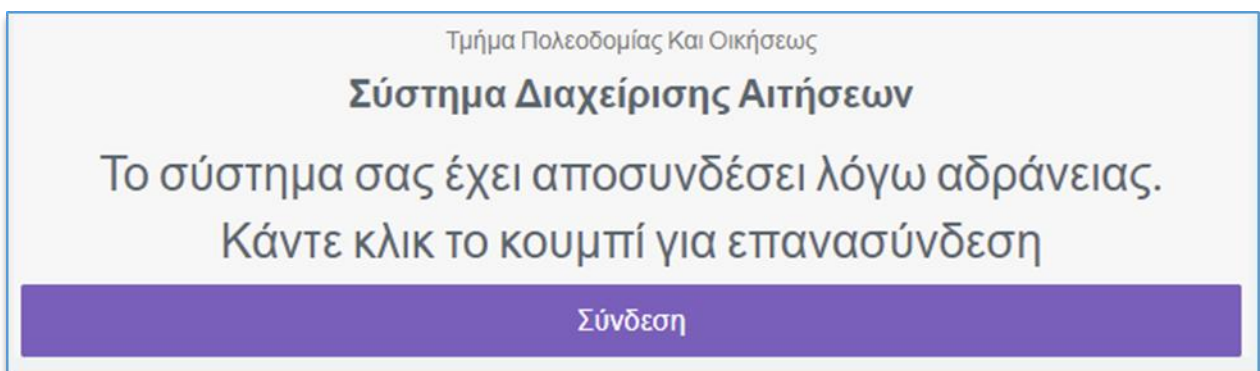 Τμήμα Πολεοδομίας Και Οικήσεως
Σύστημα Διαχείρισης Αιτήσεων
Το σύστημα σας έχει αποσυνδέσει λόγω αδράνειας.
Κάντε κλικ το κουμπί για επανασύνδεση
Σύνδεση